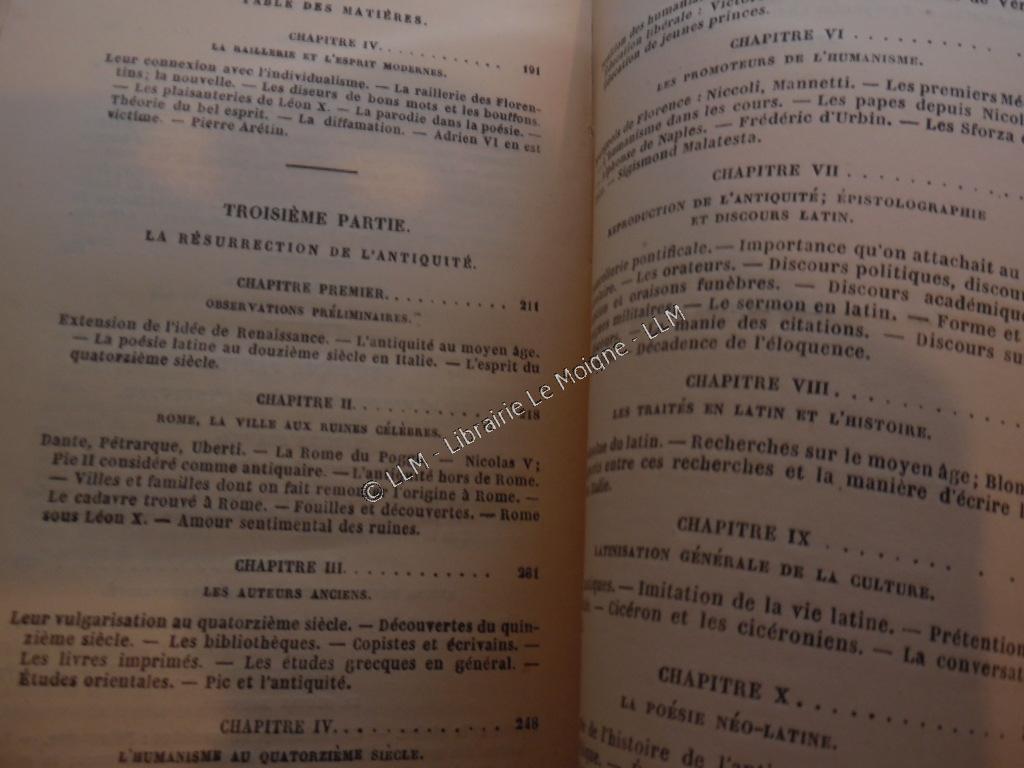 TABLE DES MATIÈRES.
CHAPITRE IV. . . . . . . . . . . . 191
LA RAILLERIE ET L'ESPRIT MODERNES.
Leur connexion avec l'individualisme. — La raillerie des Floren-
tins; la nouvelle. — Les diseurs de bons mots et les bouffons.
— Les plaisanteries de Léon X. — La parodie dans la poésie. —
Théorie du bel esprit. — La diffamation. — Adrien VI en est
victime. — Pierre Arétin.
TROISIÈME PARTIE.
LA RÉSURRECTION DE L'ANTIQUITÉ.
CHAPITRE PREMIER. . . . . . . . . . . 211
OBSERVATIONS PRÉLIMINAIRES.
Extension de l'idée de Renaissance. — L'antiquité au moyen âge.
— La poésie latine au douzième siècle en Italie. — L'esprit du
quatorzième siècle.
CHAPITRE II. . . . . . . . . . . . 218
ROME, LA VILLE AUX RUINES CÉLÈBRES.
Dante, Pétrarque, Uberti. — La Rome du — Nicolas V;
Pie II considéré comme antiquaire. — hors de Rome.
— Villes et familles dont on fait l'origine à Rome. —
Le cadavre trouvé à Rome. — Fouilles et découvertes. — Rome
sous Léon X. — Amour sentimental des ruines.
CHAPITRE III. . . . . . . . . . . .
LES AUTEURS ANCIENS.
Leur vulgarisation au quatorzième siècle. — Découvertes du quin-
zième siècle. — Les bibliothèques. — Copistes et écrivains. —
Les livres imprimés. — Les études grecques en général. —
Études orientales. — Pic et l'antiquité.
CHAPITRE IV. . . . . . . . . . . . 248
L'HUMANISME AU QUATORZIÈME SIÈCLE.
© LLM - Librairie Le Moigne - LLM
des humanis
libérale : Victor
de jeunes princes.
CHAPITRE VI . . . . . . . . . .
LES PROMOTEURS DE L'HUMANISME.
de Florence : Niccoli, Mannetti. — Les premiers Mé
L'humanisme dans les cours. — Les papes depuis Nicol
de Naples. — Frédéric d'Urbin. — Les Sforza
Sigismond Malatesta.
CHAPITRE VII . . . . . . . . . .
REPRODUCTION DE L'ANTIQUITÉ; ÉPISTOLOGRAPHIE
ET DISCOURS LATIN.
pontificale. — Importance qu'on attachait au
— Les orateurs. — Discours politiques, discou
et oraisons funèbres. — Discours académiqu
militaires. — Le sermon en latin. — Forme et
des citations. — Discours
Décadence de l'éloquence.
CHAPITRE VIII . . . . . . . . . .
LES TRAITÉS EN LATIN ET L'HISTOIRE.
du latin. — Recherches sur le moyen âge; Blon
entre ces recherches et la manière d'écrire l
CHAPITRE IX . . . . . . . . . .
LATINISATION GÉNÉRALE DE LA CULTURE.
— Imitation de la vie latine. — Prétention
— Cicéron et les cicéroniens. — La conversat
CHAPITRE X . . . . . . . . . .
LA POÉSIE NÉO-LATINE.
de l'histoire de